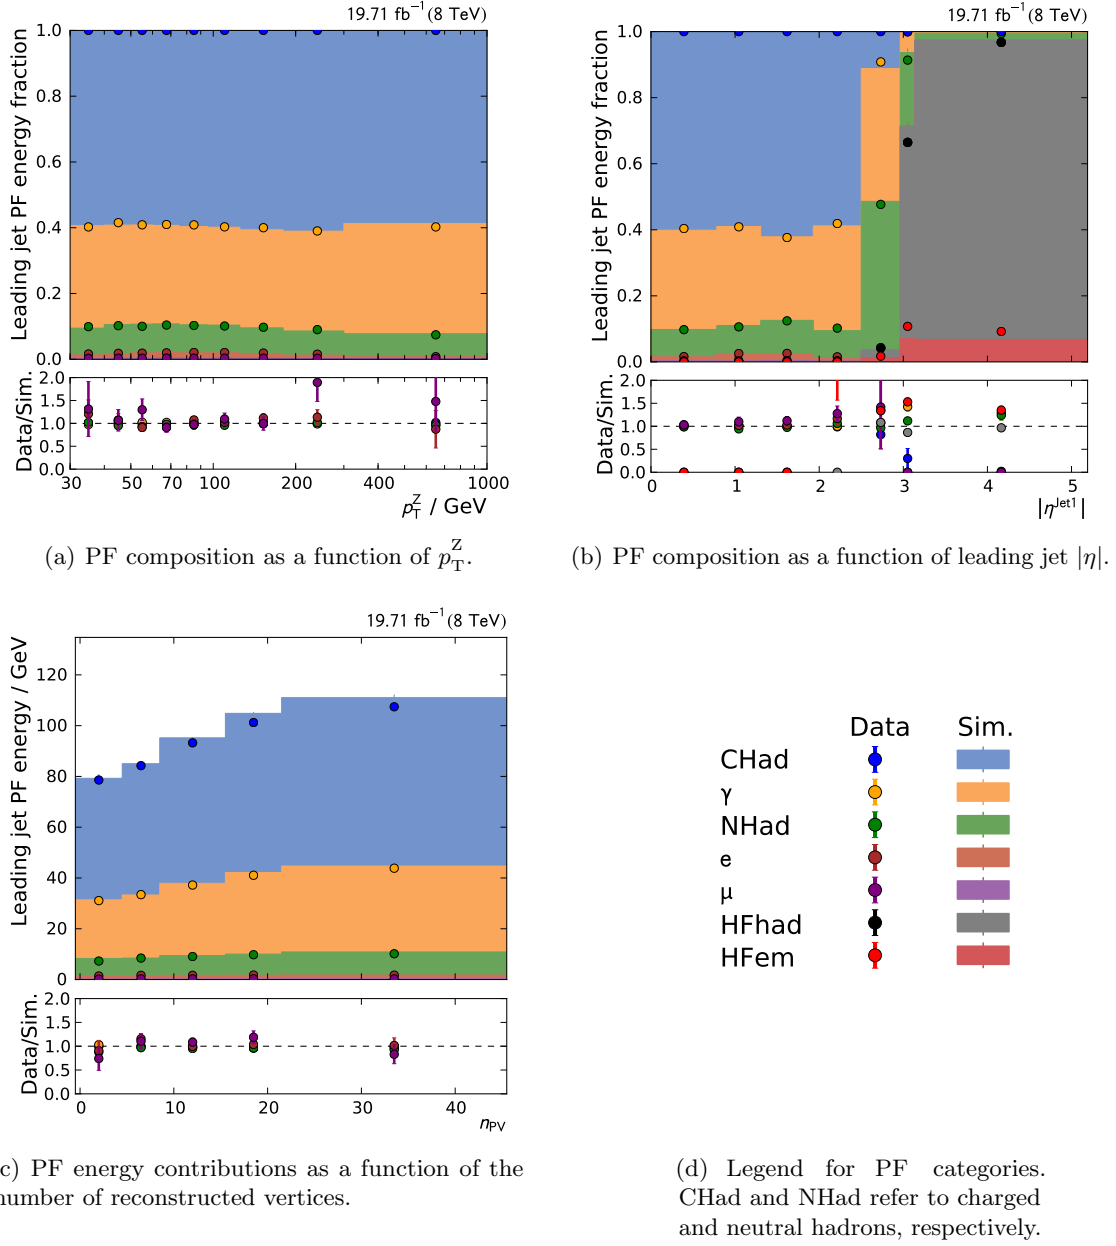 19.71 fb−1(8 TeV)
Leading jet PF energy fraction
1.0
0.8
0.6
0.4
0.2
0.0
Data/Sim.
2.0
1.5
1.0
0.5
0.0
30 50 70 100 200 400 1000
pTZ / GeV
(a) PF composition as a function of pTZ.
19.71 fb−1(8 TeV)
Leading jet PF energy fraction
1.0
0.8
0.6
0.4
0.2
0.0
Data/Sim.
2.0
1.5
1.0
0.5
0.0
0 1 2 3 4 5
|ηJet1|
(b) PF composition as a function of leading jet |η|.
19.71 fb−1(8 TeV)
Leading jet PF energy / GeV
120
100
80
60
40
20
0
Data/Sim.
2.0
1.5
1.0
0.5
0.0
0 10 20 30 40
nPV
c) PF energy contributions as a function of the
number of reconstructed vertices.
Data Sim.
CHad
γ
NHad
e
μ
HFhad
HFem
(d) Legend for PF categories.
CHad and NHad refer to charged
and neutral hadrons, respectively.